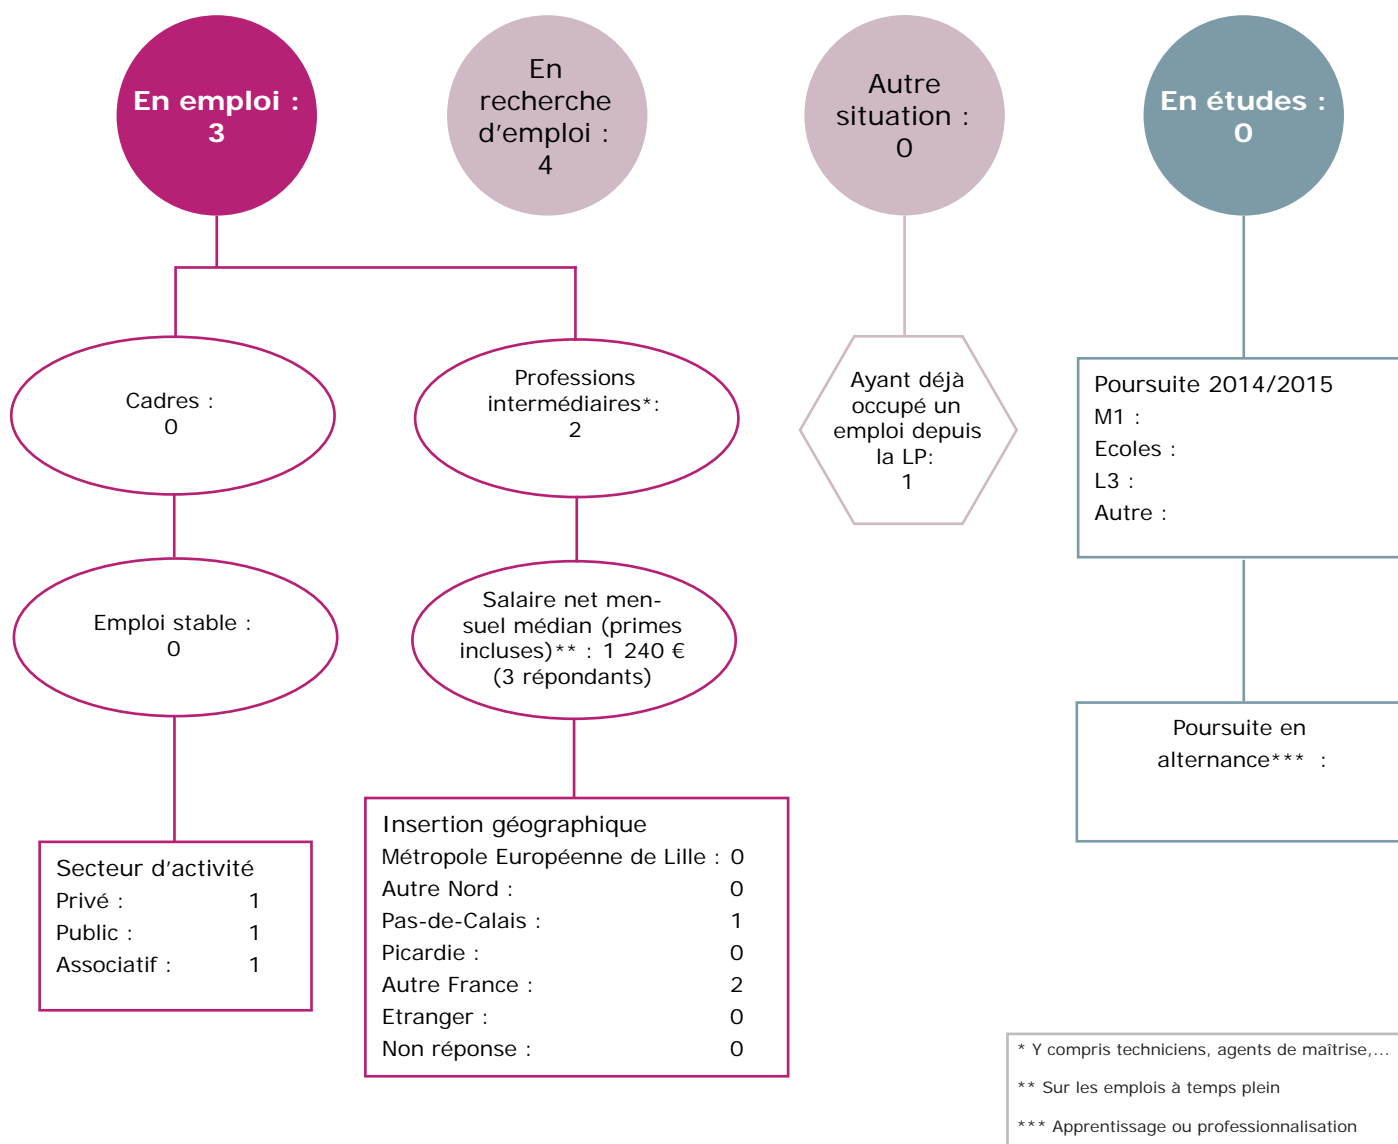 En emploi :
3
En
recherche
d'emploi :
4
Autre
situation :
0
En études :
0
Cadres :
0
Professions
intermédiaires*:
2
Ayant déjà
occupé un
emploi depuis
la LP:
1
Poursuite 2014/2015
M1 :
Ecoles :
L3 :
Autre :
Emploi stable :
0
Salaire net men-
suel médian (primes
incluses)** : 1 240 €
(3 répondants)
Poursuite en
alternance*** :
Secteur d'activité
Privé : 1
Public : 1
Associatif : 1
Insertion géographique
Métropole Européenne de Lille : 0
Autre Nord : 0
Pas-de-Calais : 1
Picardie : 0
Autre France : 2
Etranger : 0
Non réponse : 0
* Y compris techniciens, agents de maîtrise,...
** Sur les emplois à temps plein
*** Apprentissage ou professionnalisation